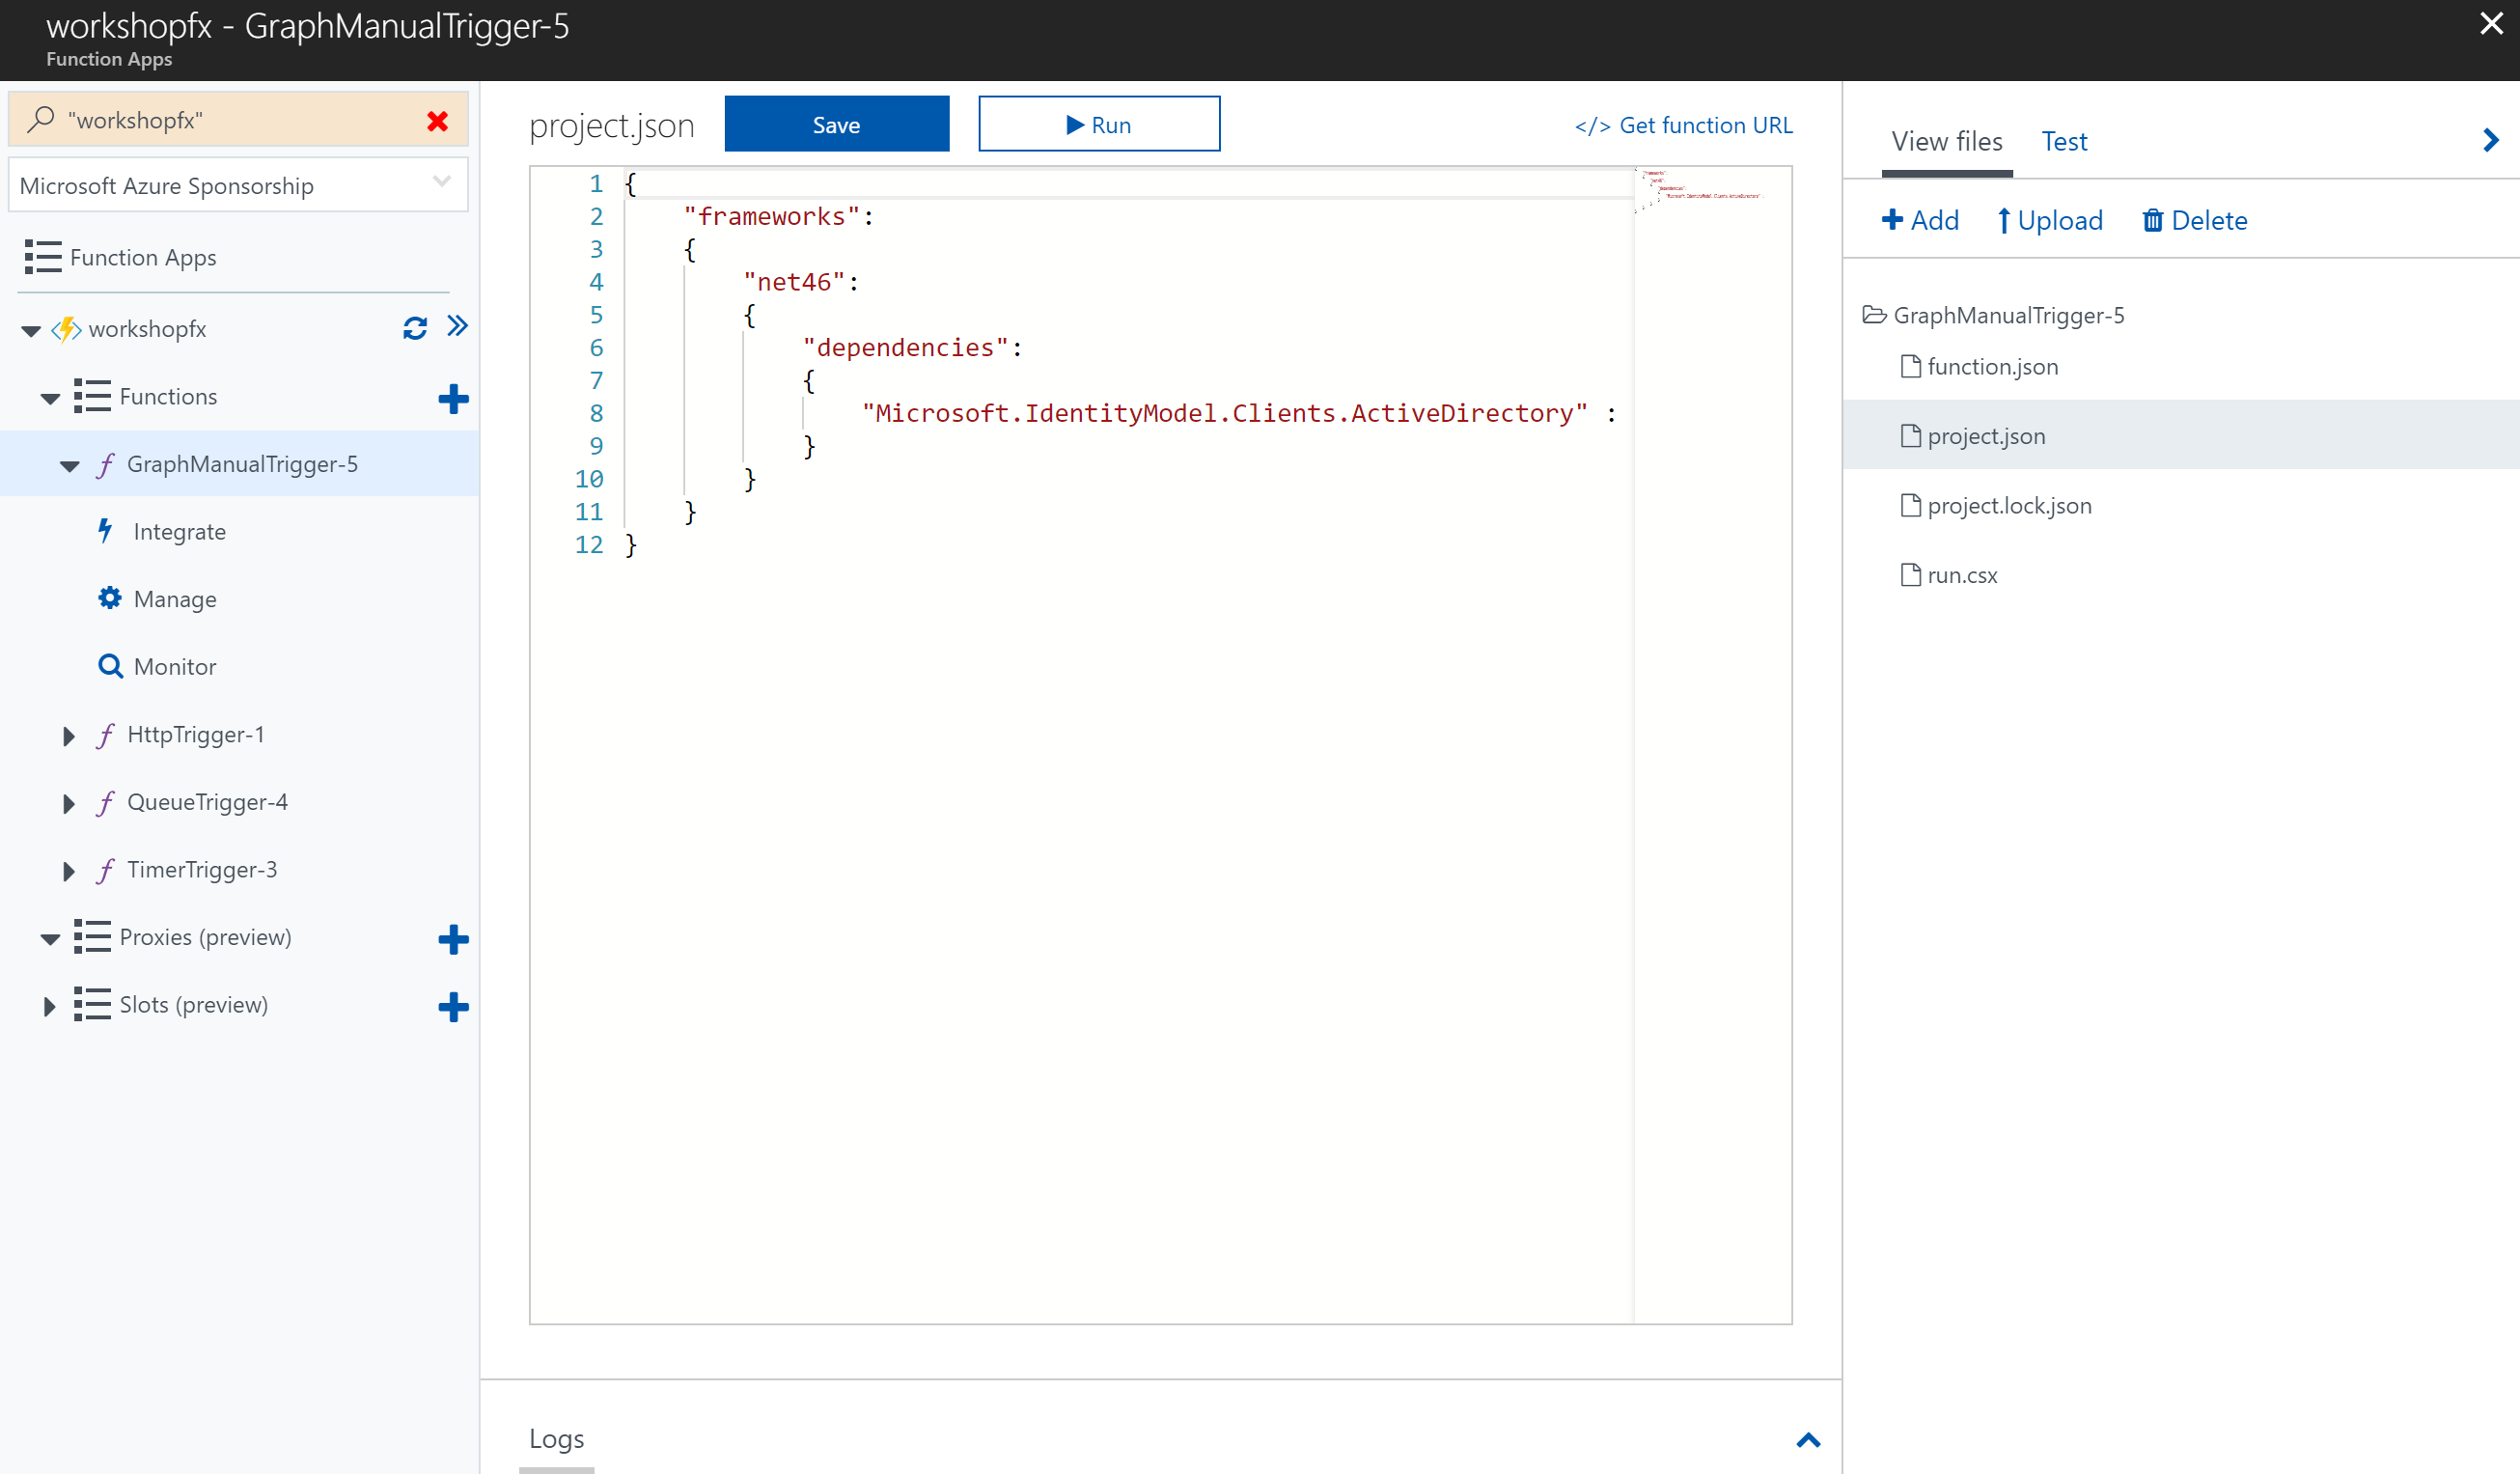 workshopfx - GraphManualTrigger-5
Function Apps
"workshopfx"
Microsoft Azure Sponsorship
Function Apps
workshopfx
Functions
GraphManualTrigger-5
Integrate
Manage
Monitor
HttpTrigger-1
QueueTrigger-4
TimerTrigger-3
Proxies (preview)
Slots (preview)
project.json
Save
Run
</> Get function URL
1 {
2 "frameworks":
3 {
4 "net46":
5 {
6 "dependencies":
7 {
8 "Microsoft.IdentityModel.Clients.ActiveDirectory" :
9 }
10 }
11 }
12 }
Logs
View files
Test
Add
Upload
Delete
GraphManualTrigger-5
function.json
project.json
project.lock.json
run.csx